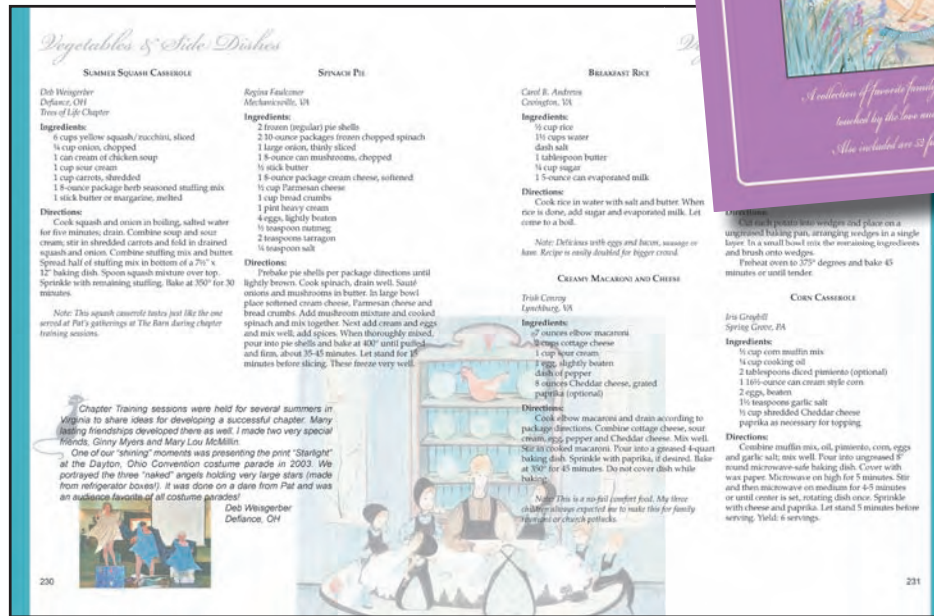 Vegetables & Side Dishes
SUMMER SQUASH CASSEROLE
Deb Weisgerber
Defiance, OH
Trees of Life Chapter
Ingredients:
6 cups yellow squash/zucchini, sliced
¼ cup onion, chopped
1 can cream of chicken soup
1 cup sour cream
1 cup carrots, shredded
1 8-ounce package herb seasoned stuffing mix
1 stick butter or margarine, melted
Directions:
Cook squash and onion in boiling, salted water
for five minutes; drain. Combine soup and sour
cream; stir in shredded carrots and fold in drained
squash and onion. Combine stuffing mix and butter.
Spread half of stuffing mix in bottom of a 7½" x
12" baking dish. Spoon squash mixture over top.
Sprinkle with remaining stuffing. Bake at 350° for 30
minutes.
Note: This squash casserole tastes just like the one
served at Pat's gatherings at The Barn during chapter
training sessions.
SPINACH PIE
Regina Faulconer
Mechanicsville, VA
Ingredients:
2 frozen (regular) pie shells
2 10-ounce packages frozen chopped spinach
1 large onion, thinly sliced
1 8-ounce can mushrooms, chopped
½ stick butter
1 8-ounce package cream cheese, softened
½ cup Parmesan cheese
1 cup bread crumbs
1 pint heavy cream
4 eggs, lightly beaten
½ teaspoon nutmeg
2 teaspoons tarragon
¼ teaspoon salt
Directions:
Prebake pie shells per package directions until
lightly brown. Cook spinach, drain well. Sauté
onions and mushrooms in butter. In large bowl
place softened cream cheese, Parmesan cheese and
bread crumbs. Add mushroom mixture and cooked
spinach and mix together. Next add cream and eggs
and mix well, add spices. When thoroughly mixed,
pour into pie shells and bake at 400° until puffed
and firm, about 35-45 minutes. Let stand for 15
minutes before slicing. These freeze very well.
Chapter Training sessions were held for several summers in
Virginia to share ideas for developing a successful chapter. Many
lasting friendships developed there as well. I made two very special
friends, Ginny Myers and Mary Lou McMillin.
One of our "shining" moments was presenting the print "Starlight"
at the Dayton, Ohio Convention costume parade in 2003. We
portrayed the three "naked" angels holding very large stars (made
from refrigerator boxes!). It was done on a dare from Pat and was
an audience favorite of all costume parades!
Deb Weisgerber
Defiance, OH
230
BREAKFAST RICE
Carol B. Andrews
Covington, VA
Ingredients:
½ cup rice
1½ cups water
dash salt
1 tablespoon butter
¼ cup sugar
1 5-ounce can evaporated milk
Directions:
Cook rice in water with salt and butter. When
rice is done, add sugar and evaporated milk. Let
come to a boil.
Note: Delicious with eggs and bacon, sausage or
ham. Recipe is easily doubled for bigger crowd.
CREAMY MACARONI AND CHEESE
Trish Conroy
Lynchburg, VA
Ingredients:
7 ounces elbow macaroni
2 cups cottage cheese
1 cup sour cream
1 egg, slightly beaten
dash of pepper
8 ounces Cheddar cheese, grated
paprika (optional)
Directions:
Cook elbow macaroni and drain according to
package directions. Combine cottage cheese, sour
cream, egg, pepper and Cheddar cheese. Mix well.
Stir in cooked macaroni. Pour into a greased 4-quart
baking dish. Sprinkle with paprika, if desired. Bake
at 350° for 45 minutes. Do not cover dish while
baking.
Note: This is a no-fail comfort food. My three
children always expected me to make this for family
reunions or church potlucks.
A collection of favorite family
touched by the love and
Also included are 52
Directions:
Cut each potato into wedges and place on a
ungreased baking pan, arranging wedges in a single
layer. In a small bowl mix the remaining ingredients
and brush onto wedges.
Preheat oven to 375° degrees and bake 45
minutes or until tender.
CORN CASSEROLE
Iris Graybill
Spring Grove, PA
Ingredients:
½ cup corn muffin mix
¼ cup cooking oil
2 tablespoons diced pimiento (optional)
1 16½-ounce can cream style corn
2 eggs, beaten
1½ teaspoons garlic salt
½ cup shredded Cheddar cheese
paprika as necessary for topping
Directions:
Combine muffin mix, oil, pimiento, corn, eggs
and garlic salt; mix well. Pour into ungreased 8"
round microwave-safe baking dish. Cover with
wax paper. Microwave on high for 5 minutes. Stir
and then microwave on medium for 4-5 minutes
or until center is set, rotating dish once. Sprinkle
with cheese and paprika. Let stand 5 minutes before
serving. Yield: 6 servings.
231